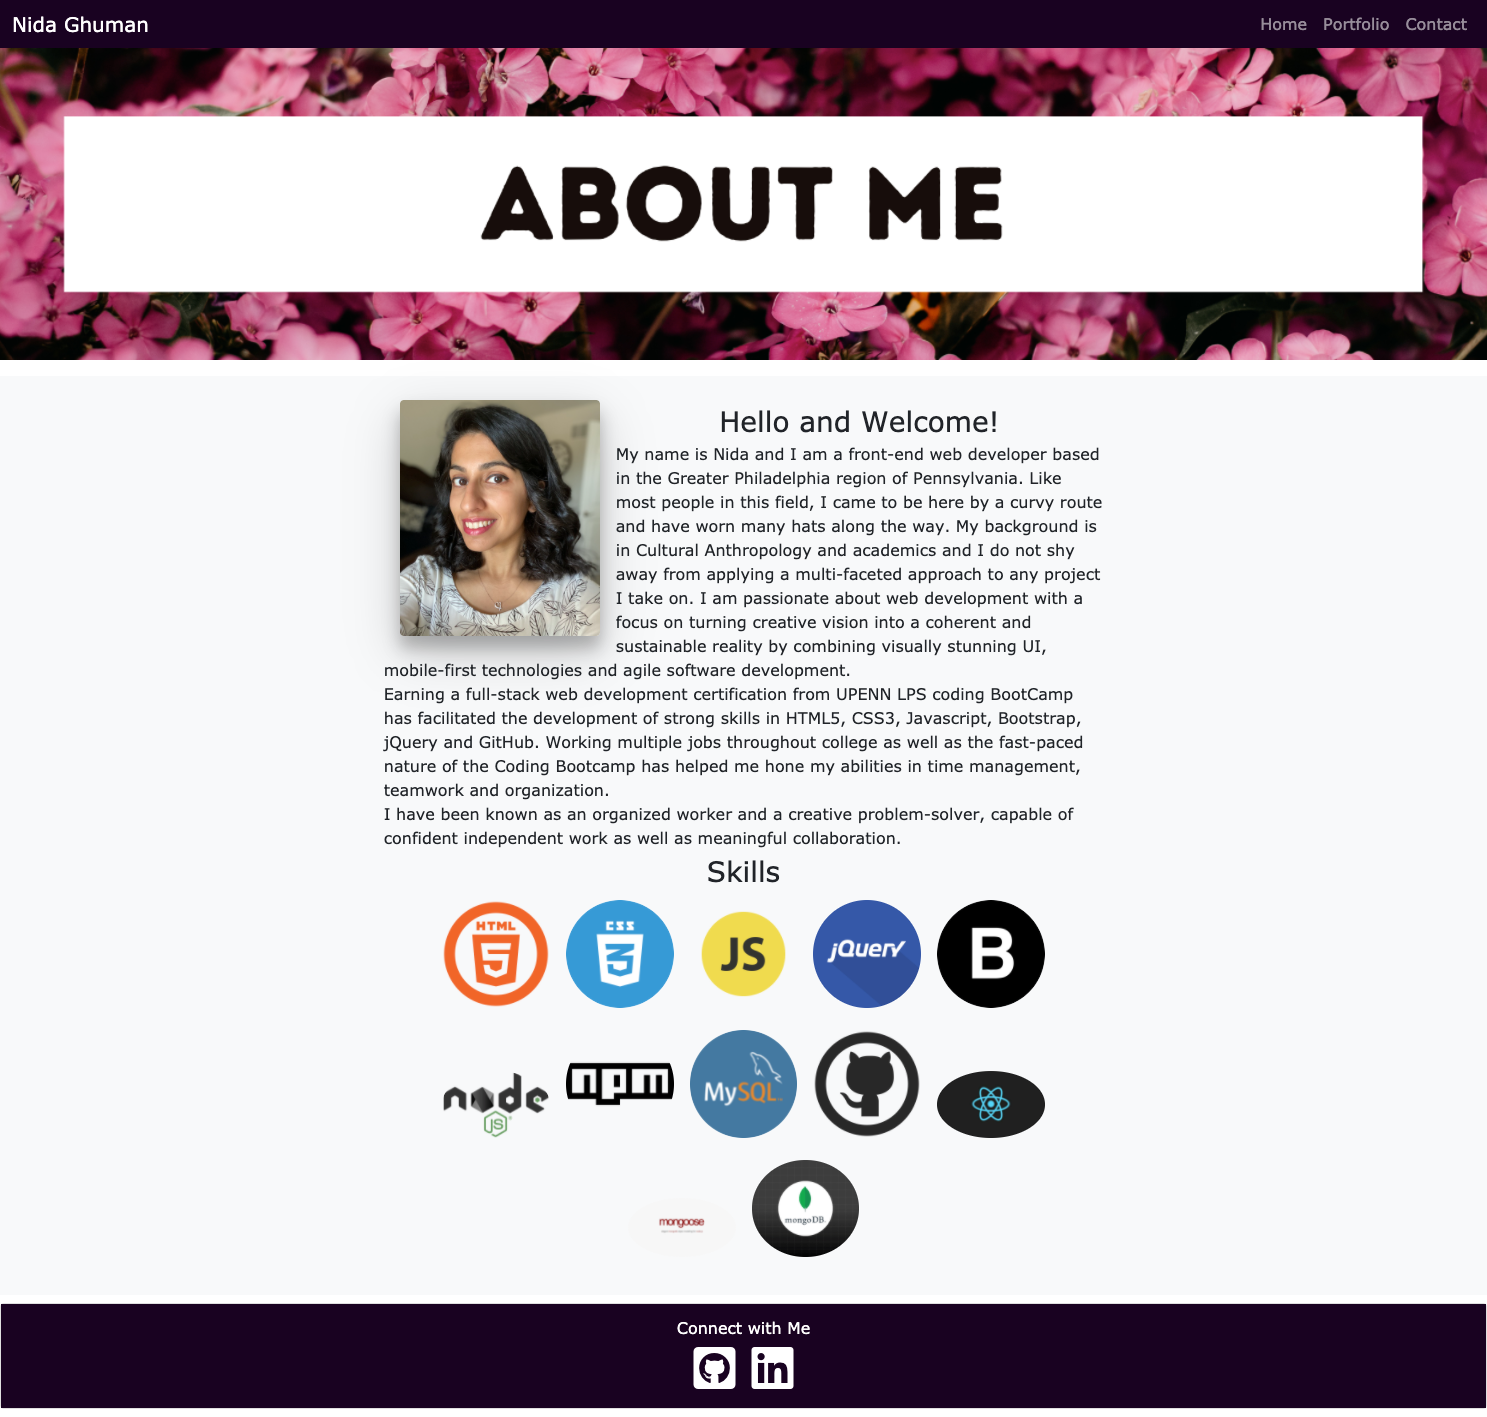 Nida Ghuman
Home Portfolio Contact
ABOUT ME
Hello and Welcome!
My name is Nida and I am a front-end web developer based
in the Greater Philadelphia region of Pennsylvania. Like
most people in this field, I came to be here by a curvy route
and have worn many hats along the way. My background is
in Cultural Anthropology and academics and I do not shy
away from applying a multi-faceted approach to any project
I take on. I am passionate about web development with a
focus on turning creative vision into a coherent and
sustainable reality by combining visually stunning UI,
mobile-first technologies and agile software development.
Earning a full-stack web development certification from UPENN LPS coding BootCamp
has facilitated the development of strong skills in HTML5, CSS3, Javascript, Bootstrap,
jQuery and GitHub. Working multiple jobs throughout college as well as the fast-paced
nature of the Coding Bootcamp has helped me hone my abilities in time management,
teamwork and organization.
I have been known as an organized worker and a creative problem-solver, capable of
confident independent work as well as meaningful collaboration.
Skills
HTML 5
CSS 3
JS
jQuery
B
node JS
npm
MySQL
mongoose
mongoDB
Connect with Me
in